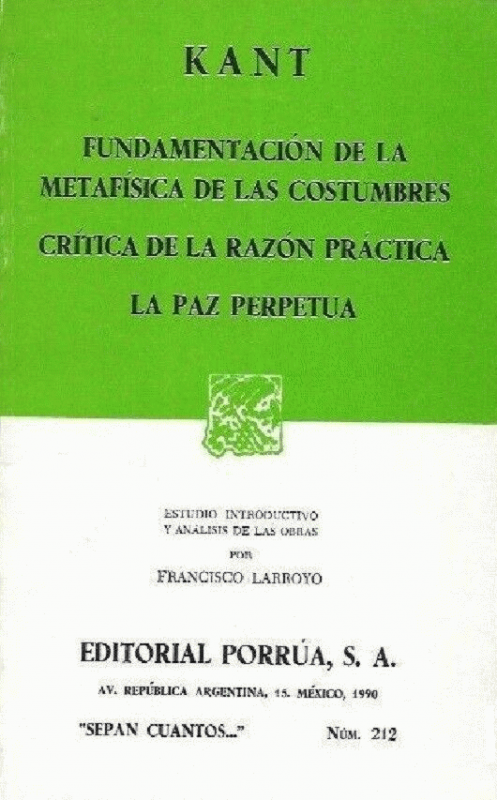 KANT
FUNDAMENTACIÓN DE LA
METAFÍSICA DE LAS COSTUMBRES
CRÍTICA DE LA RAZÓN PRÁCTICA
LA PAZ PERPETUA
ESTUDIO INTRODUCTIVO
Y ANÁLISIS DE LAS OBRAS
POR
FRANCISCO LARROYO
EDITORIAL PORRÚA, S. A.
AV. REPÚBLICA ARGENTINA, 15. MÉXICO, 1990
"SEPAN CUANTOS..." NÚM. 212